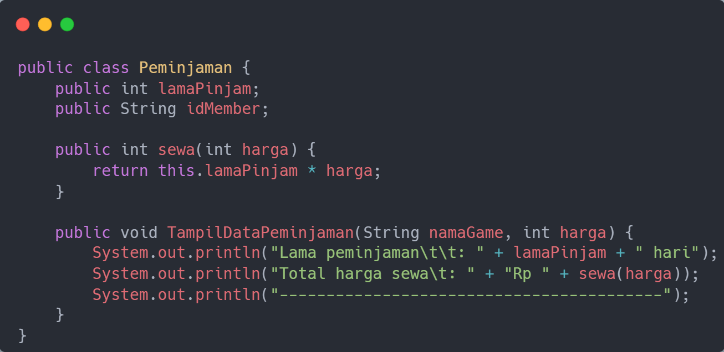 public class Peminjaman {
    public int lamaPinjam;
    public String idMember;

    public int sewa(int harga) {
        return this.lamaPinjam * harga;
    }

    public void TampilDataPeminjaman(String namaGame, int harga) {
        System.out.println("Lama peminjaman\t\t: " + lamaPinjam + " hari");
        System.out.println("Total harga sewa\t: " + "Rp " + sewa(harga));
        System.out.println("-----------------------------------------");
    }
}